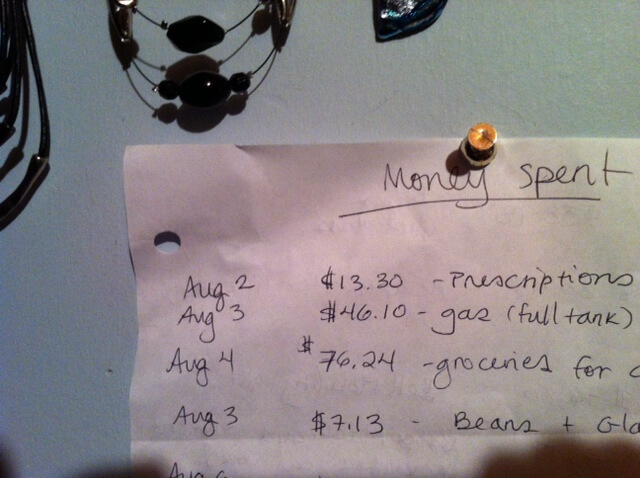 Money spent
Aug 2 $13.30 - Prescriptions
Aug 3 $46.10 - gas (full tank)
Aug 4 $76.24 - groceries for
Aug 3 $7.13 - Beans +
Aug